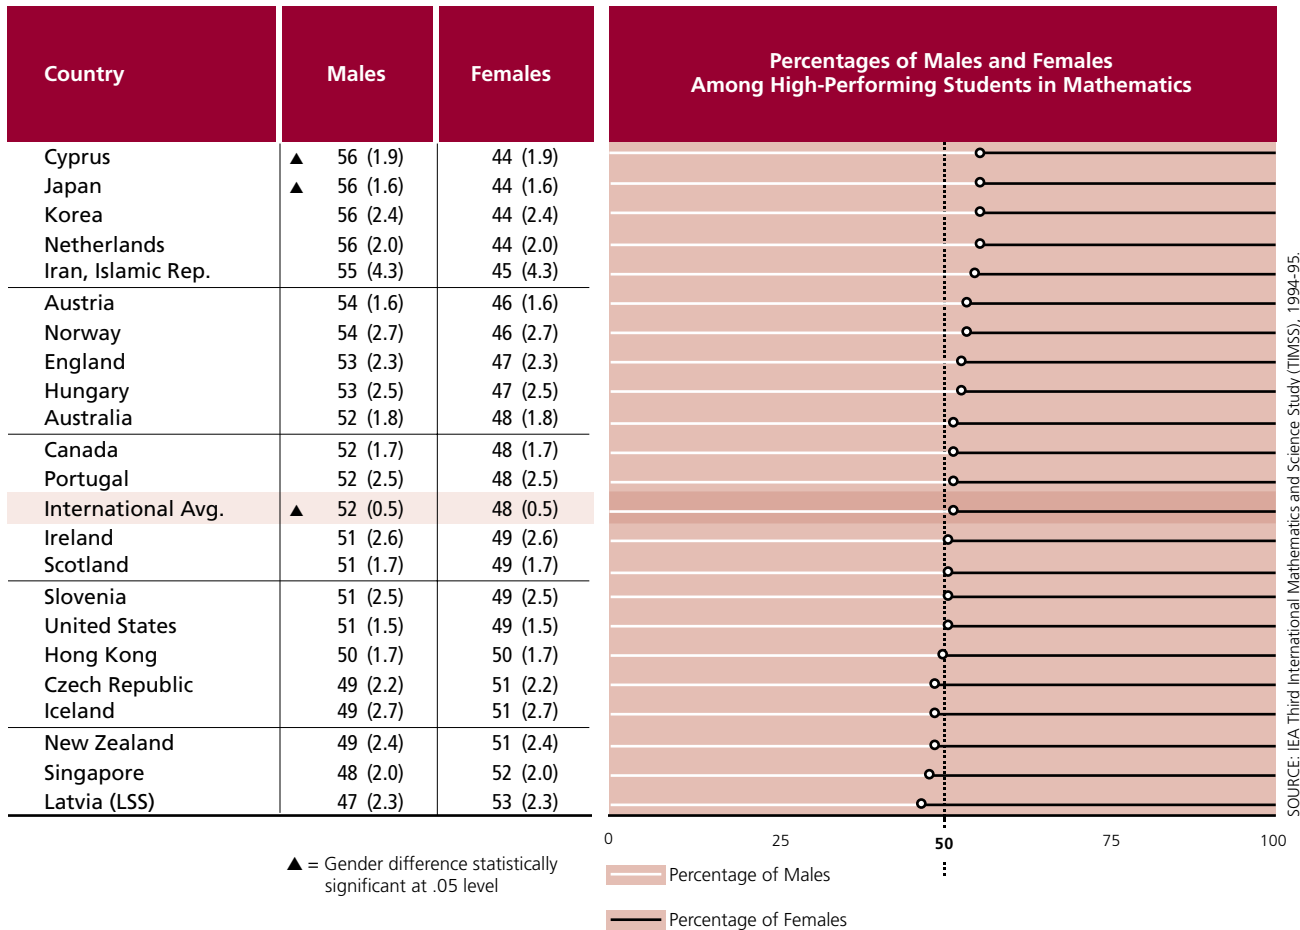 Country Males Females
Percentages of Males and Females
Among High-Performing Students in Mathematics
Cyprus ▲ 56 (1.9) 44 (1.9)
Japan ▲ 56 (1.6) 44 (1.6)
Korea 56 (2.4) 44 (2.4)
Netherlands 56 (2.0) 44 (2.0)
Iran, Islamic Rep. 55 (4.3) 45 (4.3)
Austria 54 (1.6) 46 (1.6)
Norway 54 (2.7) 46 (2.7)
England 53 (2.3) 47 (2.3)
Hungary 53 (2.5) 47 (2.5)
Australia 52 (1.8) 48 (1.8)
Canada 52 (1.7) 48 (1.7)
Portugal 52 (2.5) 48 (2.5)
International Avg. ▲ 52 (0.5) 48 (0.5)
Ireland 51 (2.6) 49 (2.6)
Scotland 51 (1.7) 49 (1.7)
Slovenia 51 (2.5) 49 (2.5)
United States 51 (1.5) 49 (1.5)
Hong Kong 50 (1.7) 50 (1.7)
Czech Republic 49 (2.2) 51 (2.2)
Iceland 49 (2.7) 51 (2.7)
New Zealand 49 (2.4) 51 (2.4)
Singapore 48 (2.0) 52 (2.0)
Latvia (LSS) 47 (2.3) 53 (2.3)
0 25 50 75 100
▲ = Gender difference statistically
significant at .05 level
Percentage of Males
Percentage of Females
SOURCE: IEA Third International Mathematics and Science Study (TIMSS), 1994-95.